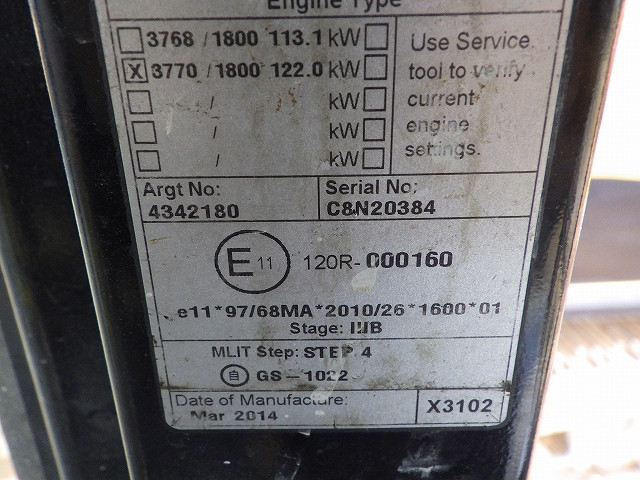 Engine Type
3768 / 1800 113.1 kW
X 3770 / 1800 122.0 kW
/ kW
/ kW
/ kW
Use Service
tool to verify
current
engine
settings.
Argt No:
4342180
Serial No:
C8N20384
E 11 120R-000160
e11*97/68MA*2010/26*1600*01
Stage: IIIB
MLIT Step: STEP 4
自 GS-1022
Date of Manufacture:
Mar 2014
X3102